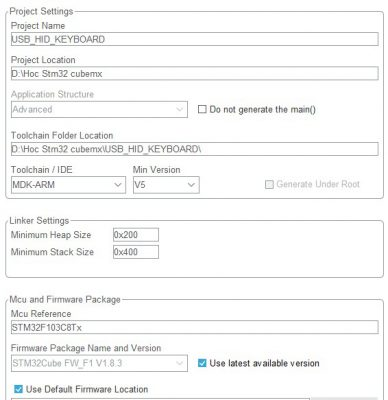 Project Settings
Project Name
USB_HID_KEYBOARD
Project Location
D:\Hoc Stm32 cubemx
Application Structure
Advanced
Do not generate the main()
Toolchain Folder Location
D:\Hoc Stm32 cubemx\USB_HID_KEYBOARD\
Toolchain / IDE
Min Version
MDK-ARM
V5
Generate Under Root
Linker Settings
Minimum Heap Size
0x200
Minimum Stack Size
0x400
Mcu and Firmware Package
Mcu Reference
STM32F103C8Tx
Firmware Package Name and Version
STM32Cube FW_F1 V1.8.3
Use latest available version
Use Default Firmware Location